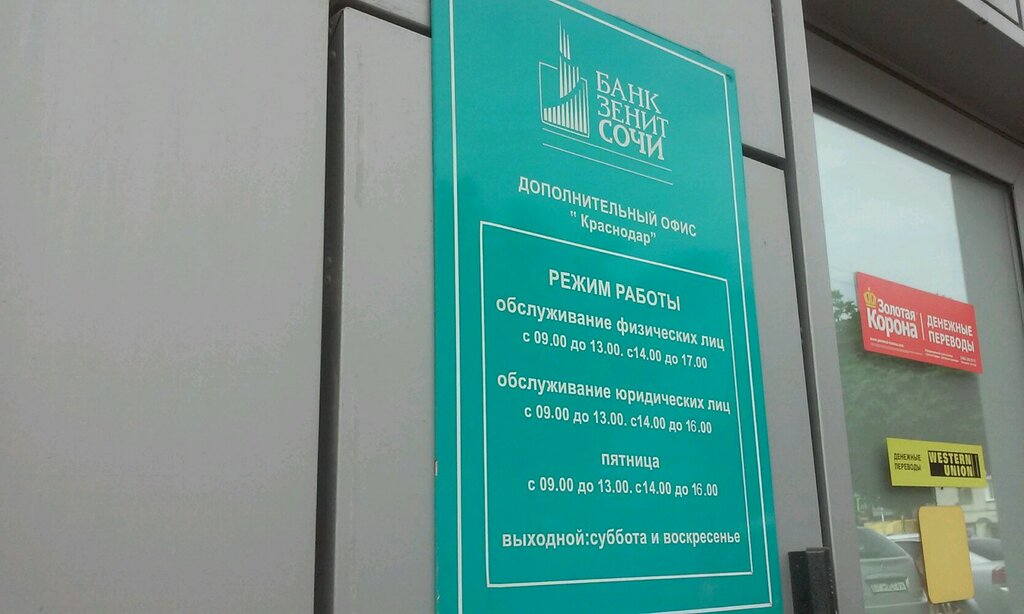 БАНК
ЗЕНИТ
СОЧИ
ДОПОЛНИТЕЛЬНЫЙ ОФИС
" Краснодар"
РЕЖИМ РАБОТЫ
обслуживание физических лиц
с 09.00 до 13.00. с14.00 до 17.00
обслуживание юридических лиц
с 09.00 до 13.00. с14.00 до 16.00
пятница
с 09.00 до 13.00. с14.00 до 16.00
выходной:суббота и воскресенье
Золотая
Корона
ДЕНЕЖНЫЕ
ПЕРЕВОДЫ
ДЕНЕЖНЫЕ
ПЕРЕВОДЫ
WESTERN
UNION